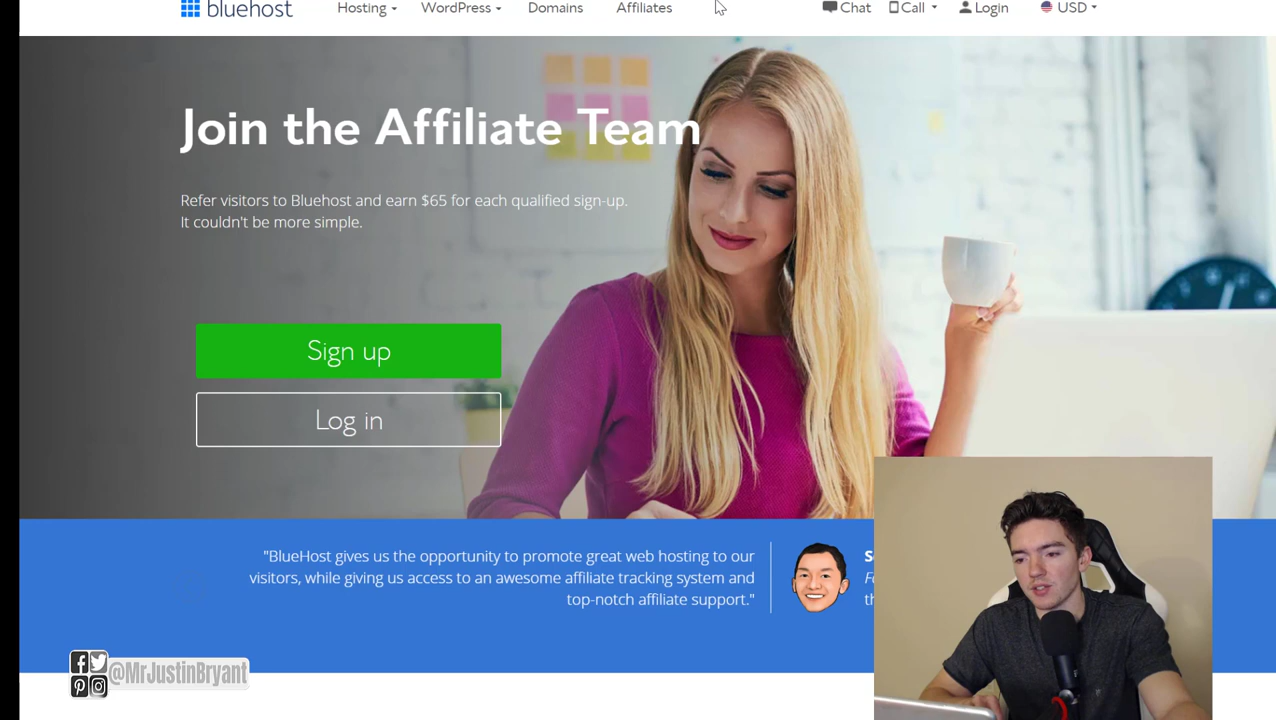 bluehost Hosting WordPress Domains Affiliates Chat Call Login USD
Join the Affiliate Team
Refer visitors to Bluehost and earn $65 for each qualified sign-up.
It couldn't be more simple.
Sign up
Log in
"BlueHost gives us the opportunity to promote great web hosting to our
visitors, while giving us access to an awesome affiliate tracking system and
top-notch affiliate support."
@MrJustinBryant